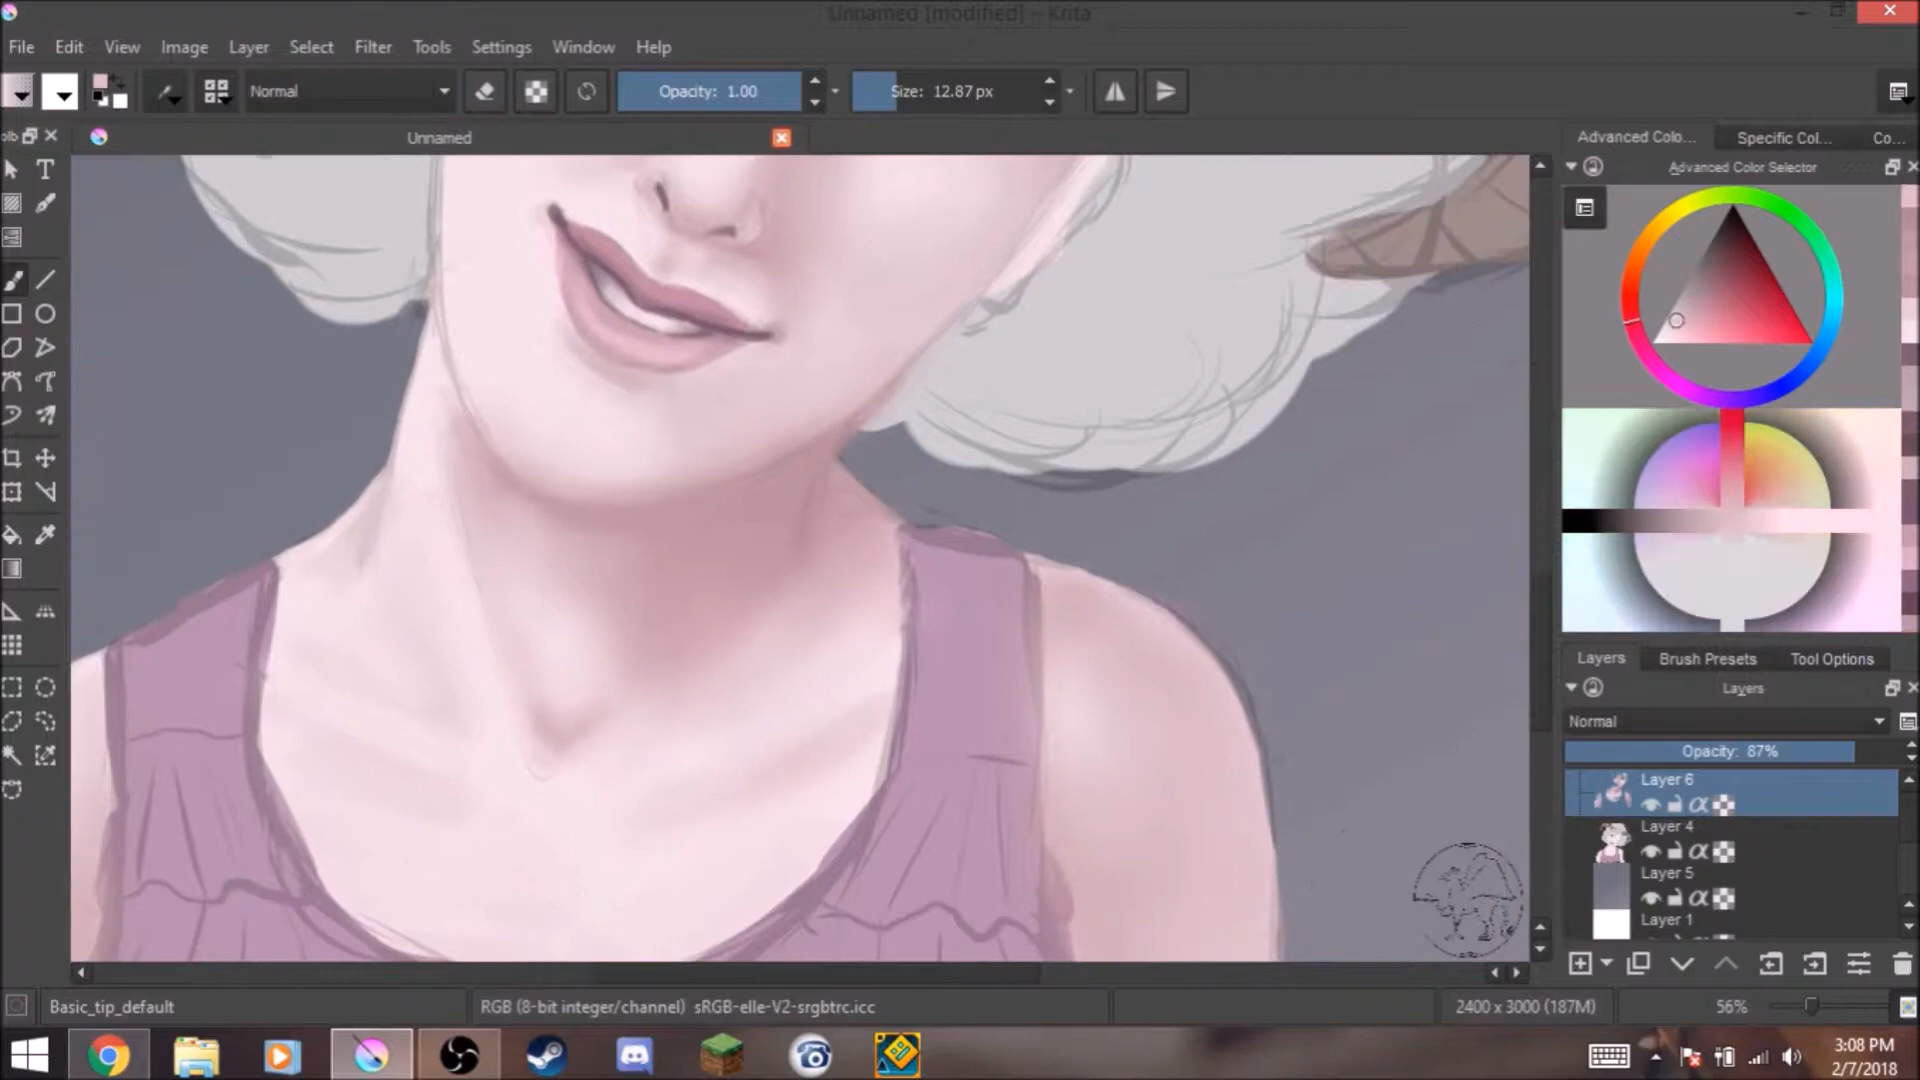 Unnamed [modified] – Krita
File Edit View Image Layer Select Filter Tools Settings Window Help
Normal Opacity: 1.00 Size: 12.87 px
Unnamed
Advanced Colo... Specific Col... Co...
Advanced Color Selector
Layers Brush Presets Tool Options
Layers
Normal
Opacity: 87%
Layer 6
Layer 4
Layer 5
Layer 1
Basic_tip_default RGB (8-bit integer/channel) sRGB-elle-V2-srgbtrc.icc 2400 x 3000 (187M) 56%
3:08 PM
2/7/2018